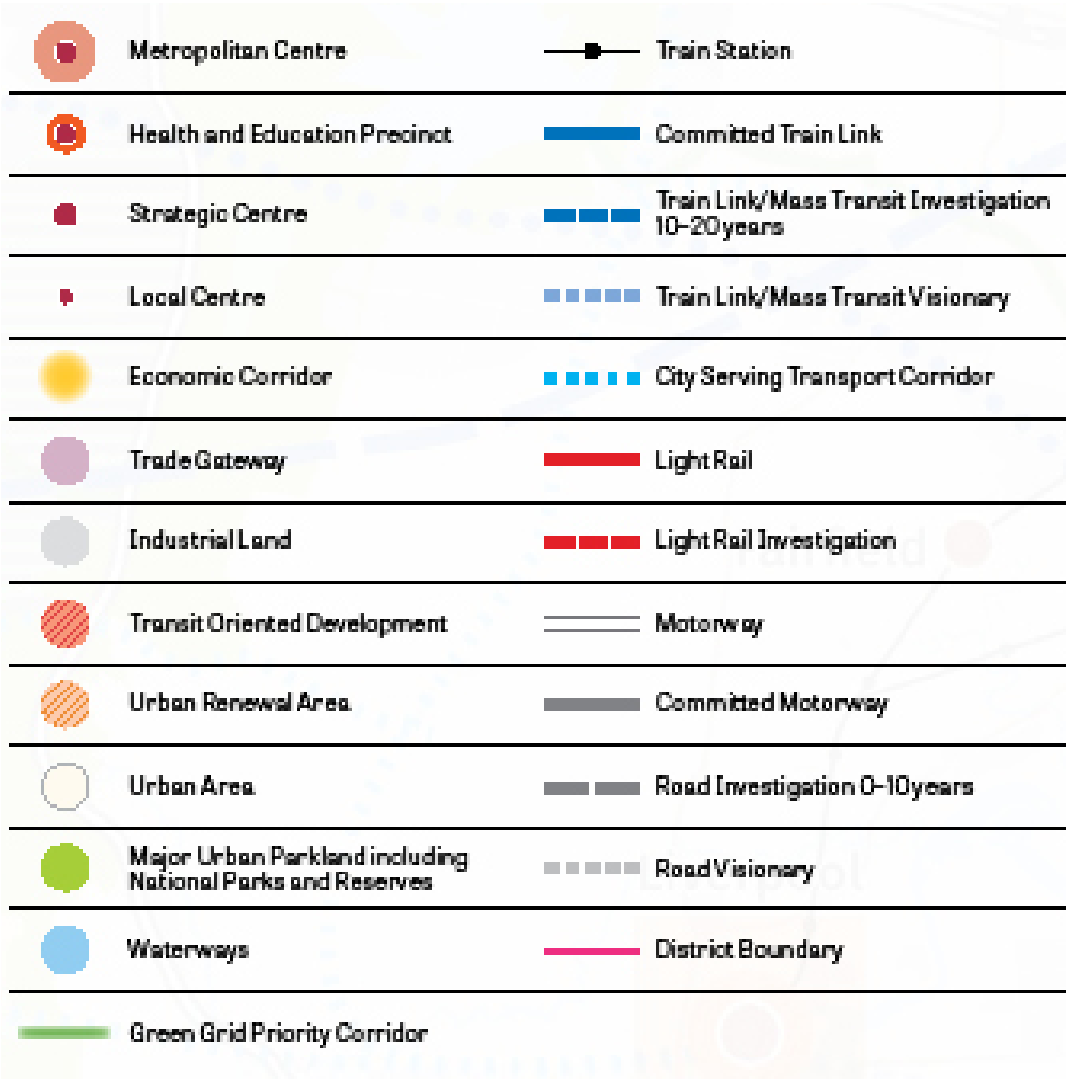 Metropolitan Centre
Train Station
Health and Education Precinct
Committed Train Link
Strategic Centre
Train Link/Mass Transit Investigation
10-20 years
Local Centre
Train Link/Mass Transit Visionary
Economic Corridor
City Serving Transport Corridor
Trade Gateway
Light Rail
Industrial Land
Light Rail Investigation
Transit Oriented Development
Motorway
Urban Renewal Area
Committed Motorway
Urban Area
Road Investigation 0-10 years
Major Urban Parkland including
National Parks and Reserves
Road Visionary
Waterways
District Boundary
Green Grid Priority Corridor
Fairfield
Liverpool